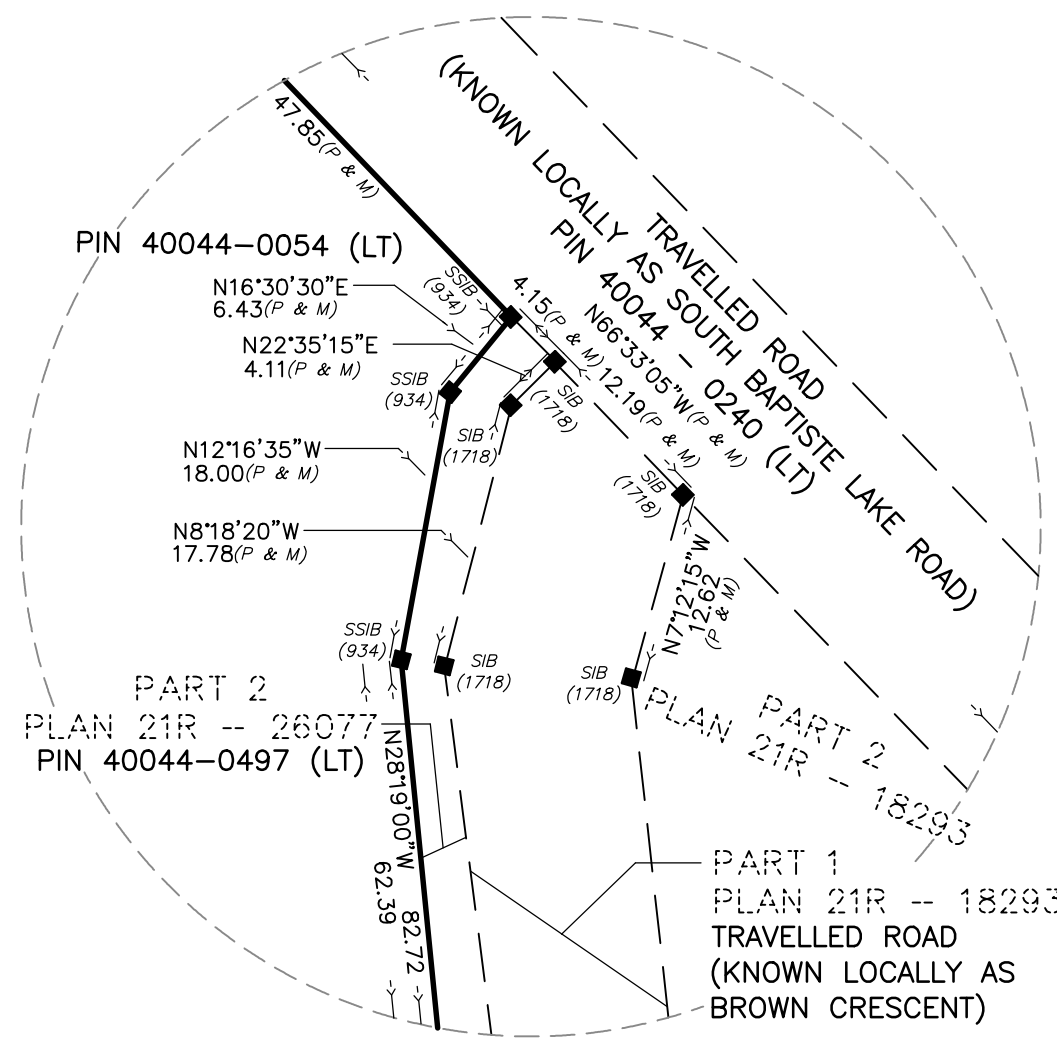 47.85(P & M)
(KNOWN LOCALLY AS SOUTH BAPTISTE LAKE ROAD)
TRAVELLED ROAD
PIN 40044 - 0240 (LT)
PIN 40044-0054 (LT)
SSIB
(934)
4.15(P & M)
N66°33'05"W(P & M)
12.19(P & M)
N16°30'30"E
6.43(P & M)
N22°35'15"E
4.11(P & M)
SSIB
(934)
SIB
(1718)
SIB
(1718)
N12°16'35"W
18.00(P & M)
SIB
(1718)
N8°18'20"W
17.78(P & M)
N7°12'15"W
12.62
(P & M)
SSIB
(934)
SIB
(1718)
SIB
(1718)
PART 2
PLAN 21R -- 26077
PIN 40044-0497 (LT)
PART 2
PLAN 21R -- 18293
N28°19'00"W
62.39
82.72
PART 1
PLAN 21R -- 18293
TRAVELLED ROAD
(KNOWN LOCALLY AS
BROWN CRESCENT)